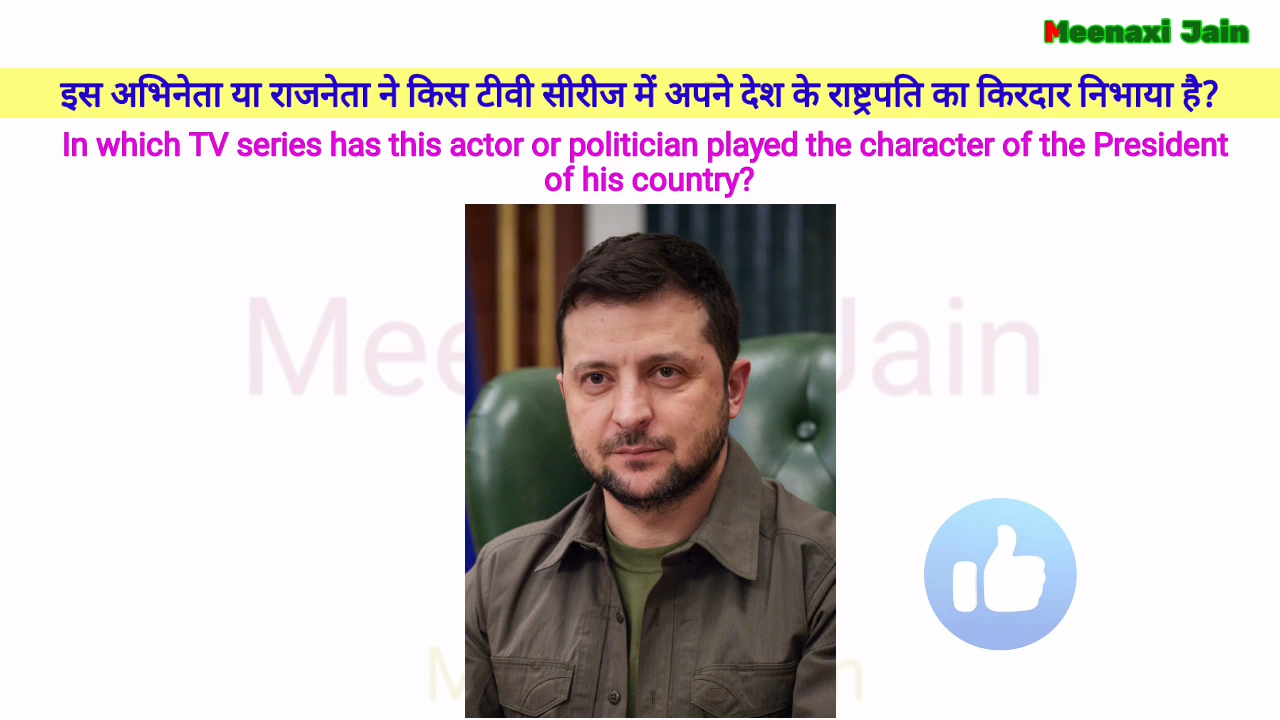 Meenaxi Jain
इस अभिनेता या राजनेता ने किस टीवी सीरीज में अपने देश के राष्ट्रपति का किरदार निभाया है?
In which TV series has this actor or politician played the character of the President
of his country?